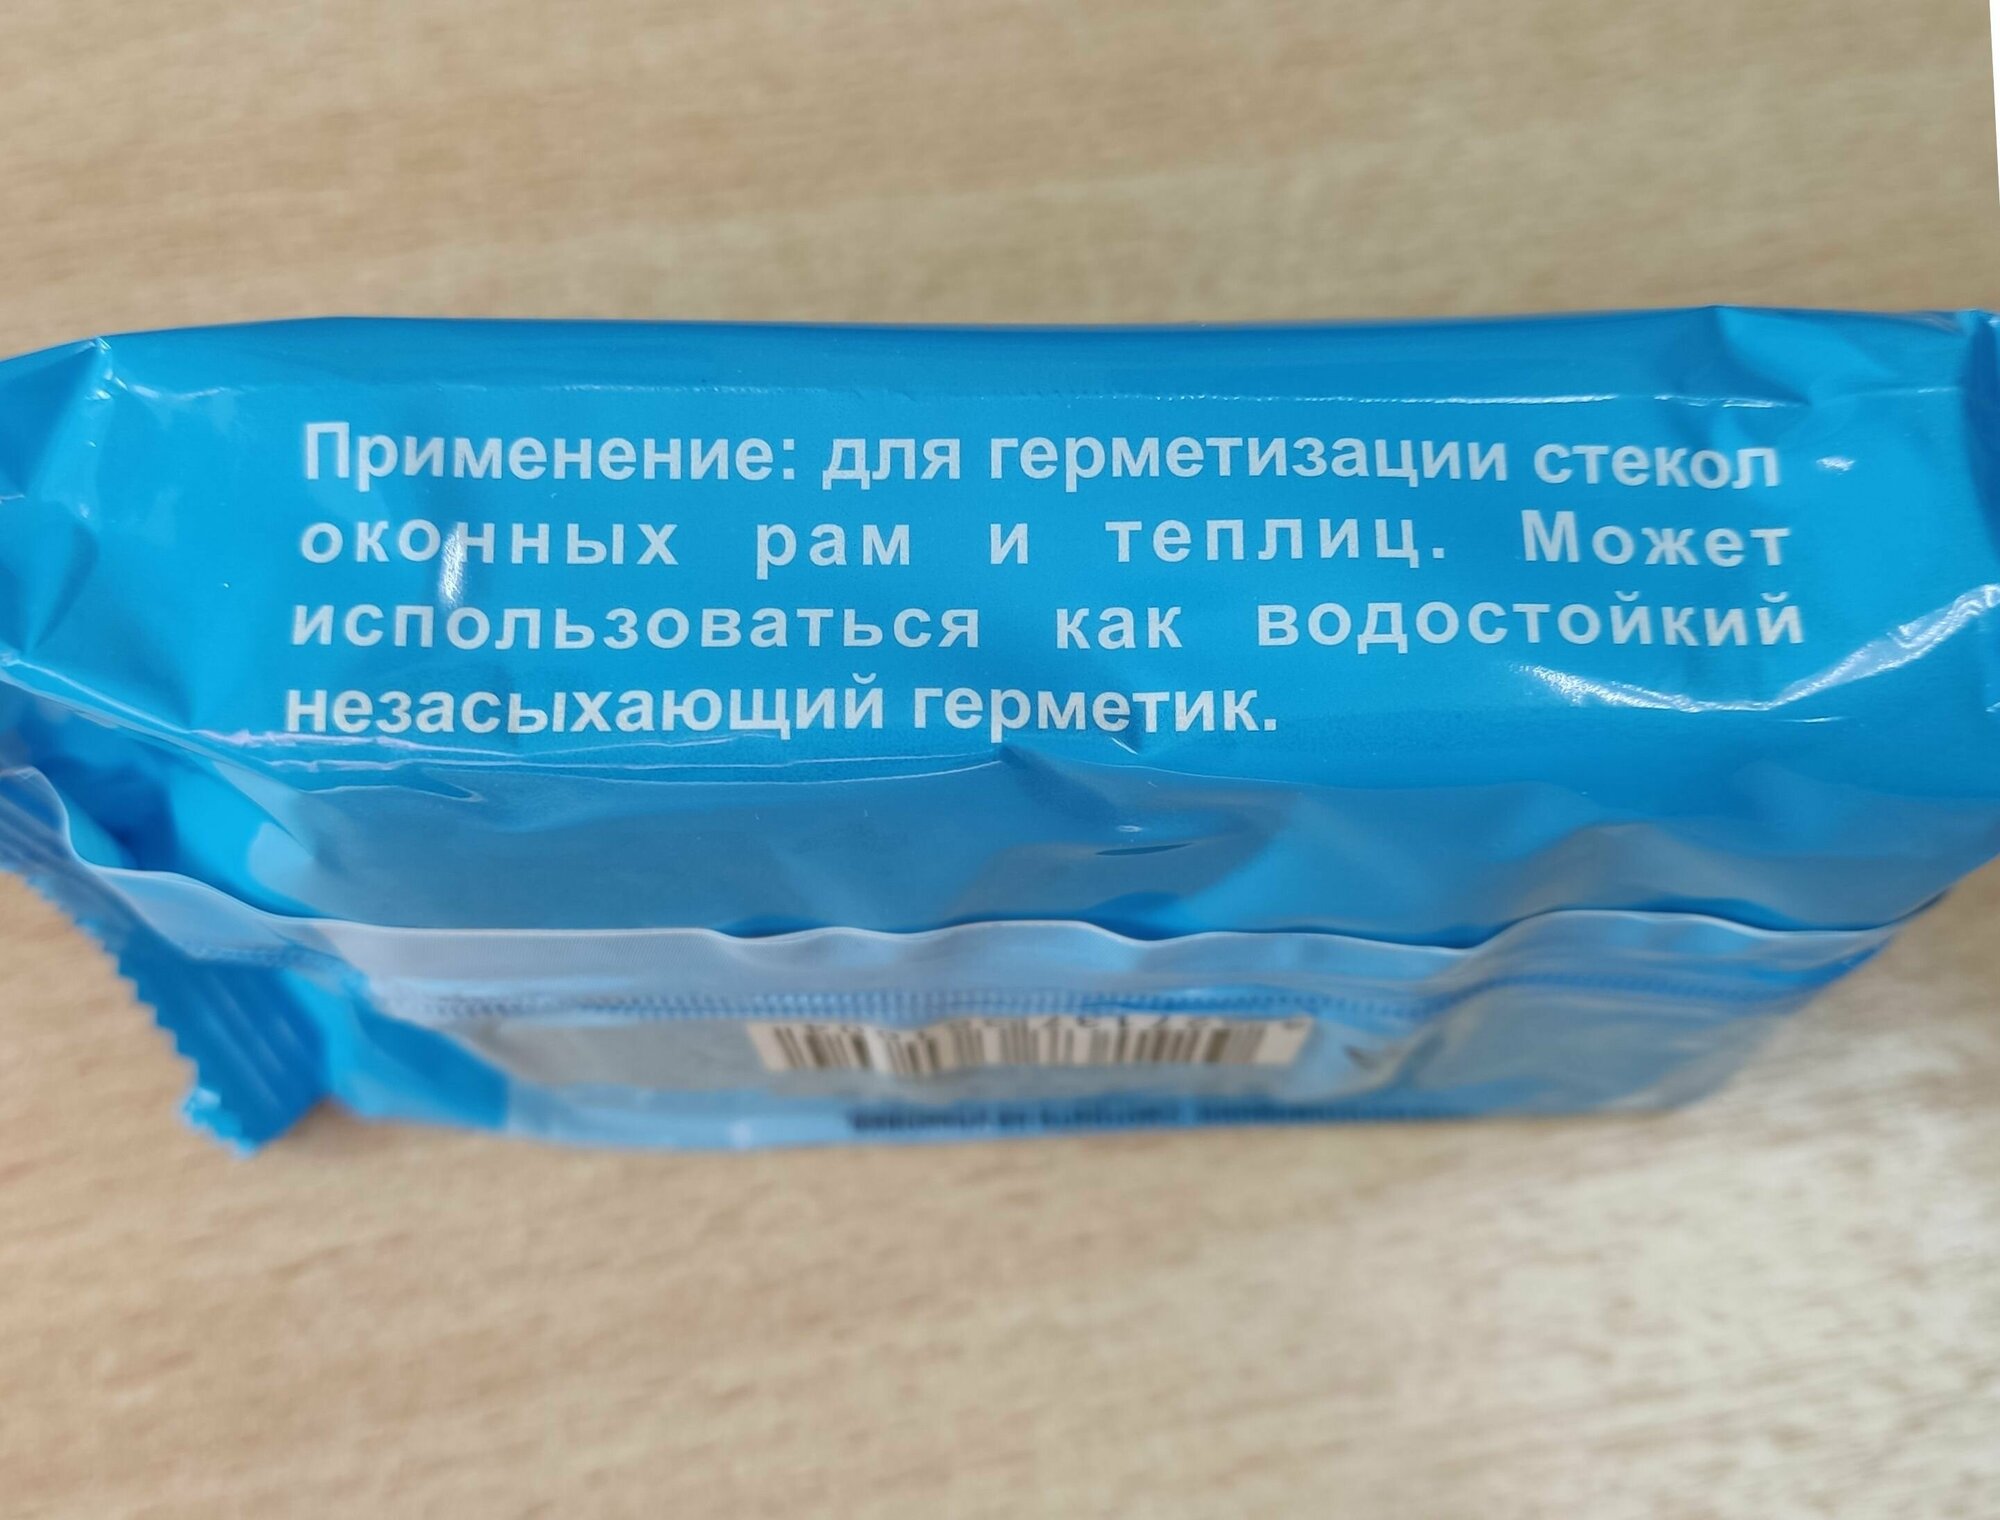 Применение: для герметизации стекол
оконных рам и теплиц. Может
использоваться как водостойкий
незасыхающий герметик.